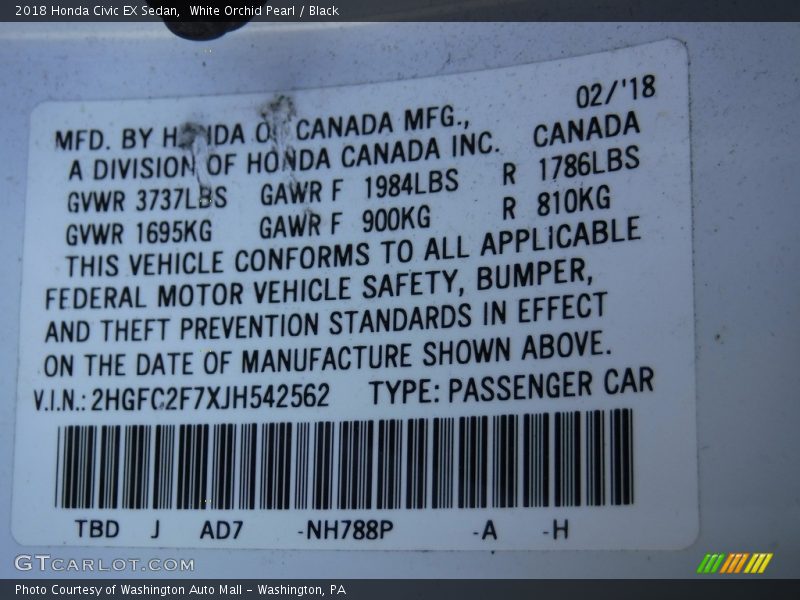 2018 Honda Civic EX Sedan, White Orchid Pearl / Black
02/'18
MFD. BY HONDA OF CANADA MFG.,
A DIVISION OF HONDA CANADA INC. CANADA
GVWR 3737LBS GAWR F 1984LBS R 1786LBS
GVWR 1695KG GAWR F 900KG R 810KG
THIS VEHICLE CONFORMS TO ALL APPLICABLE
FEDERAL MOTOR VEHICLE SAFETY, BUMPER,
AND THEFT PREVENTION STANDARDS IN EFFECT
ON THE DATE OF MANUFACTURE SHOWN ABOVE.
V.I.N.: 2HGFC2F7XJH542562 TYPE: PASSENGER CAR
TBD J AD7 -NH788P -A -H
GTCARLOT.COM
Photo Courtesy of Washington Auto Mall - Washington, PA